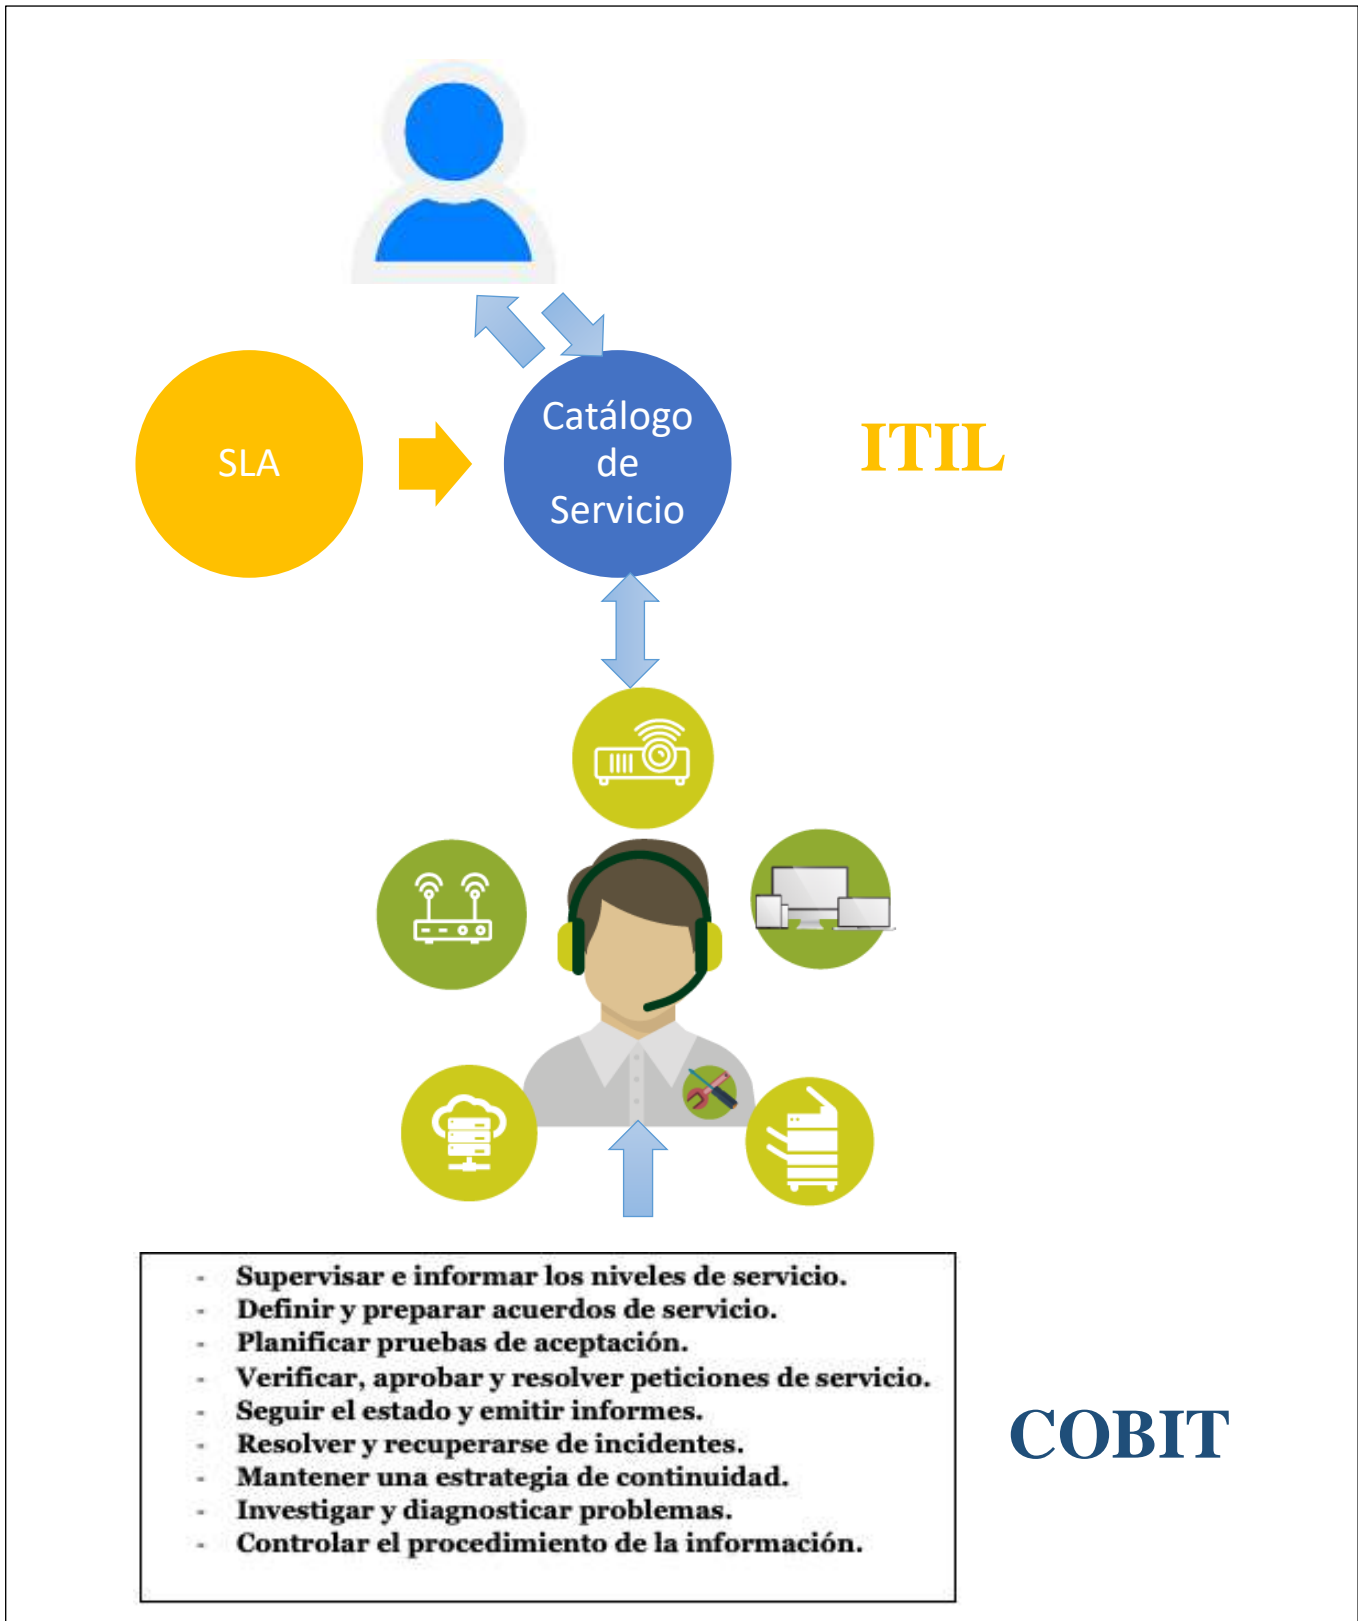 SLA
Catálogo
de
Servicio
ITIL
- Supervisar e informar los niveles de servicio.
- Definir y preparar acuerdos de servicio.
- Planificar pruebas de aceptación.
- Verificar, aprobar y resolver peticiones de servicio.
- Seguir el estado y emitir informes.
- Resolver y recuperarse de incidentes.
- Mantener una estrategia de continuidad.
- Investigar y diagnosticar problemas.
- Controlar el procedimiento de la información.
COBIT